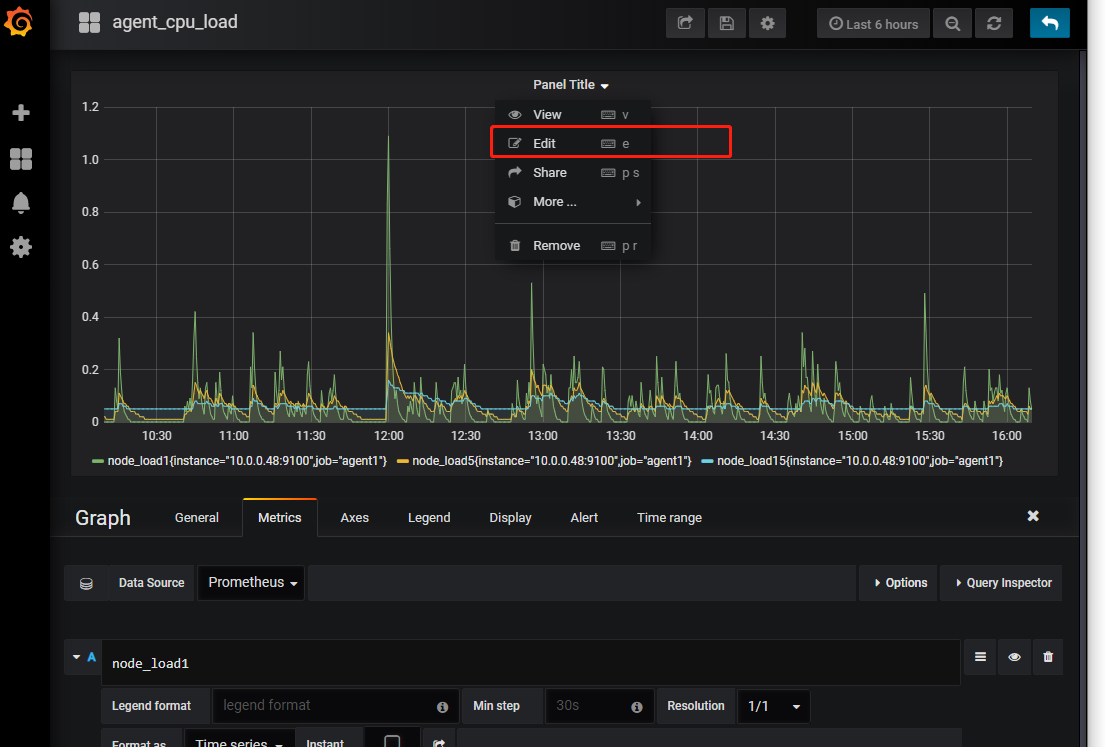 agent_cpu_load
Last 6 hours
Panel Title
View v
Edit e
Share p s
More ...
Remove p r
1.2
1.0
0.8
0.6
0.4
0.2
0
10:30 11:00 11:30 12:00 12:30 13:00 13:30 14:00 14:30 15:00 15:30 16:00
node_load1{instance="10.0.0.48:9100",job="agent1"} node_load5{instance="10.0.0.48:9100",job="agent1"} node_load15{instance="10.0.0.48:9100",job="agent1"}
Graph General Metrics Axes Legend Display Alert Time range
Data Source Prometheus Options Query Inspector
A node_load1
Legend format legend format Min step 30s Resolution 1/1
Format as Time series Instant